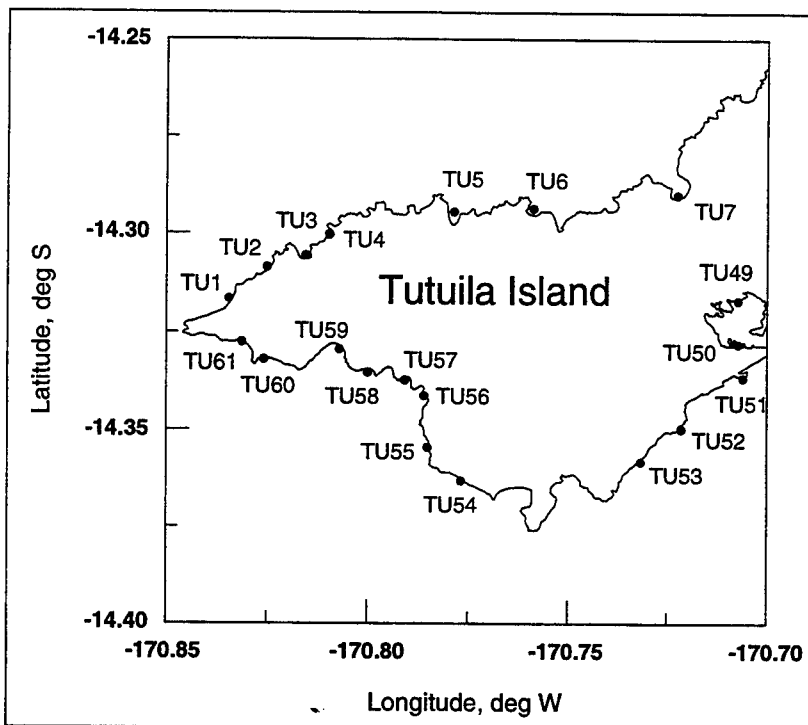 -14.25
TU5
TU6
TU3
TU7
-14.30
TU2
TU4
TU1
TU49
Tutuila Island
TU59
TU50
TU57
TU61
TU60
TU58
TU56
TU51
-14.35
TU52
TU55
TU53
TU54
-14.40
-170.85
-170.80
-170.75
-170.70
Latitude, deg S
Longitude, deg W